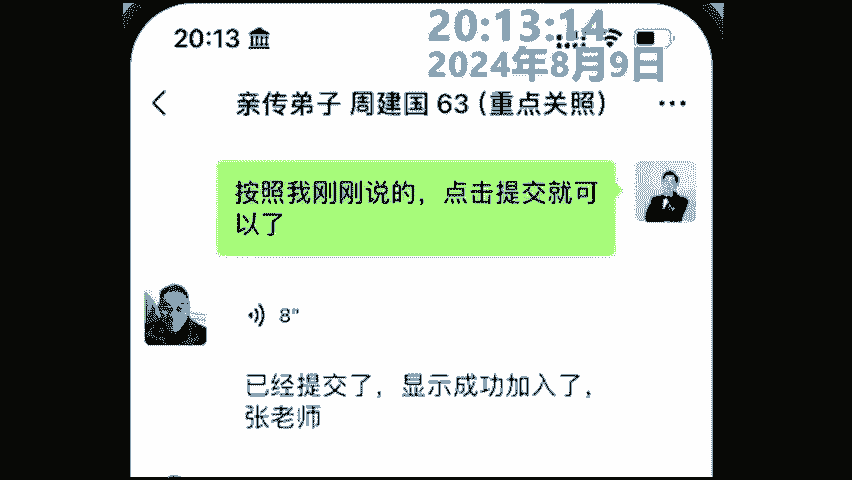 20:13
20:13:14
2024年8月9日
亲传弟子 周建国 63 (重点关照)
按照我刚刚说的，点击提交就可
以了
8"
已经提交了，显示成功加入了，
张老师